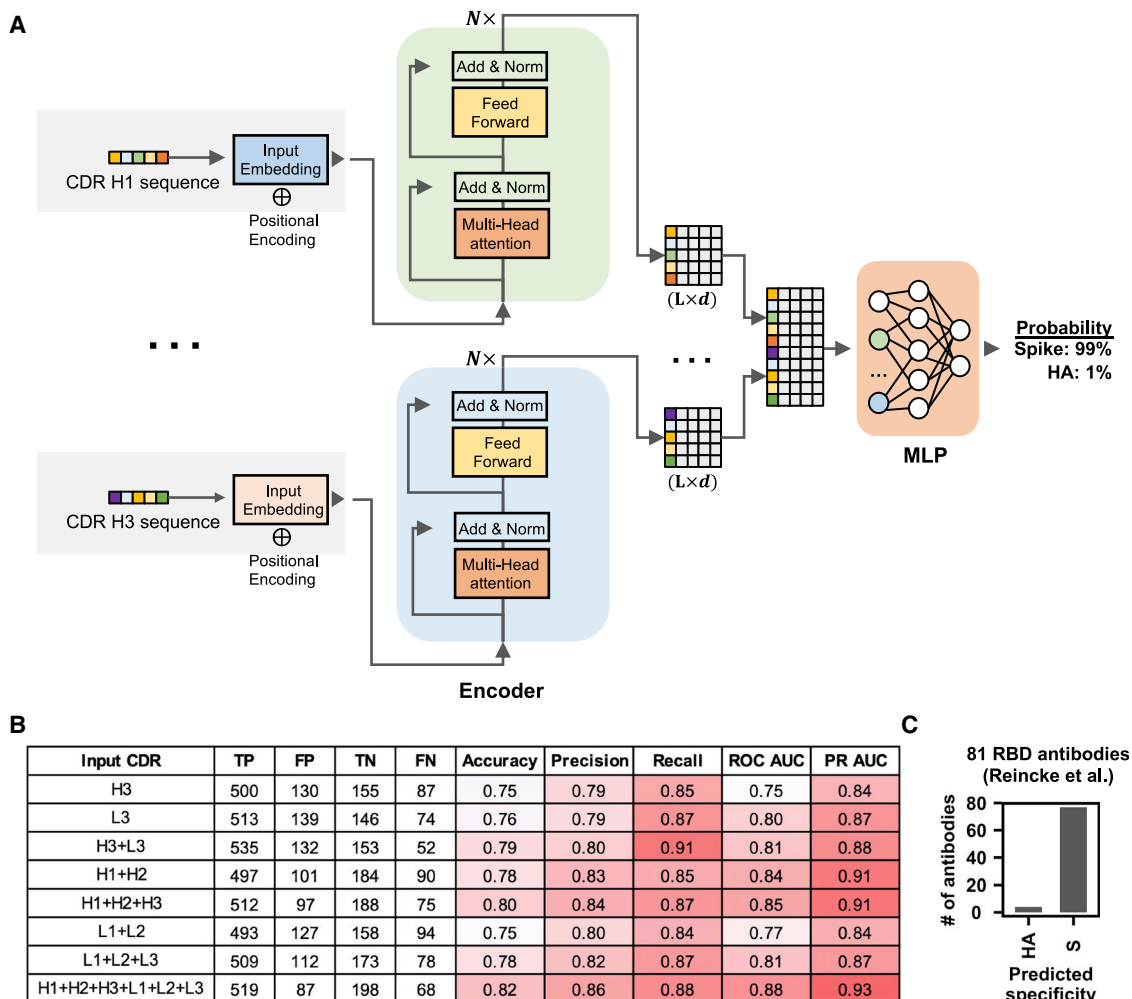 A
N×
Add & Norm
Feed
Forward
Add & Norm
Multi-Head
attention
CDR H1 sequence
Input
Embedding
⊕
Positional
Encoding
(L×d)
. . .
. . .
N×
Add & Norm
Feed
Forward
Add & Norm
Multi-Head
attention
CDR H3 sequence
Input
Embedding
⊕
Positional
Encoding
(L×d)
...
MLP
Probability
Spike: 99%
HA: 1%
Encoder
B
Input CDR TP FP TN FN Accuracy Precision Recall ROC AUC PR AUC
H3 500 130 155 87 0.75 0.79 0.85 0.75 0.84
L3 513 139 146 74 0.76 0.79 0.87 0.80 0.87
H3+L3 535 132 153 52 0.79 0.80 0.91 0.81 0.88
H1+H2 497 101 184 90 0.78 0.83 0.85 0.84 0.91
H1+H2+H3 512 97 188 75 0.80 0.84 0.87 0.85 0.91
L1+L2 493 127 158 94 0.75 0.80 0.84 0.77 0.84
L1+L2+L3 509 112 173 78 0.78 0.82 0.87 0.81 0.87
H1+H2+H3+L1+L2+L3 519 87 198 68 0.82 0.86 0.88 0.88 0.93
C
81 RBD antibodies
(Reincke et al.)
# of antibodies
80
60
40
20
0
HA
S
Predicted
specificity